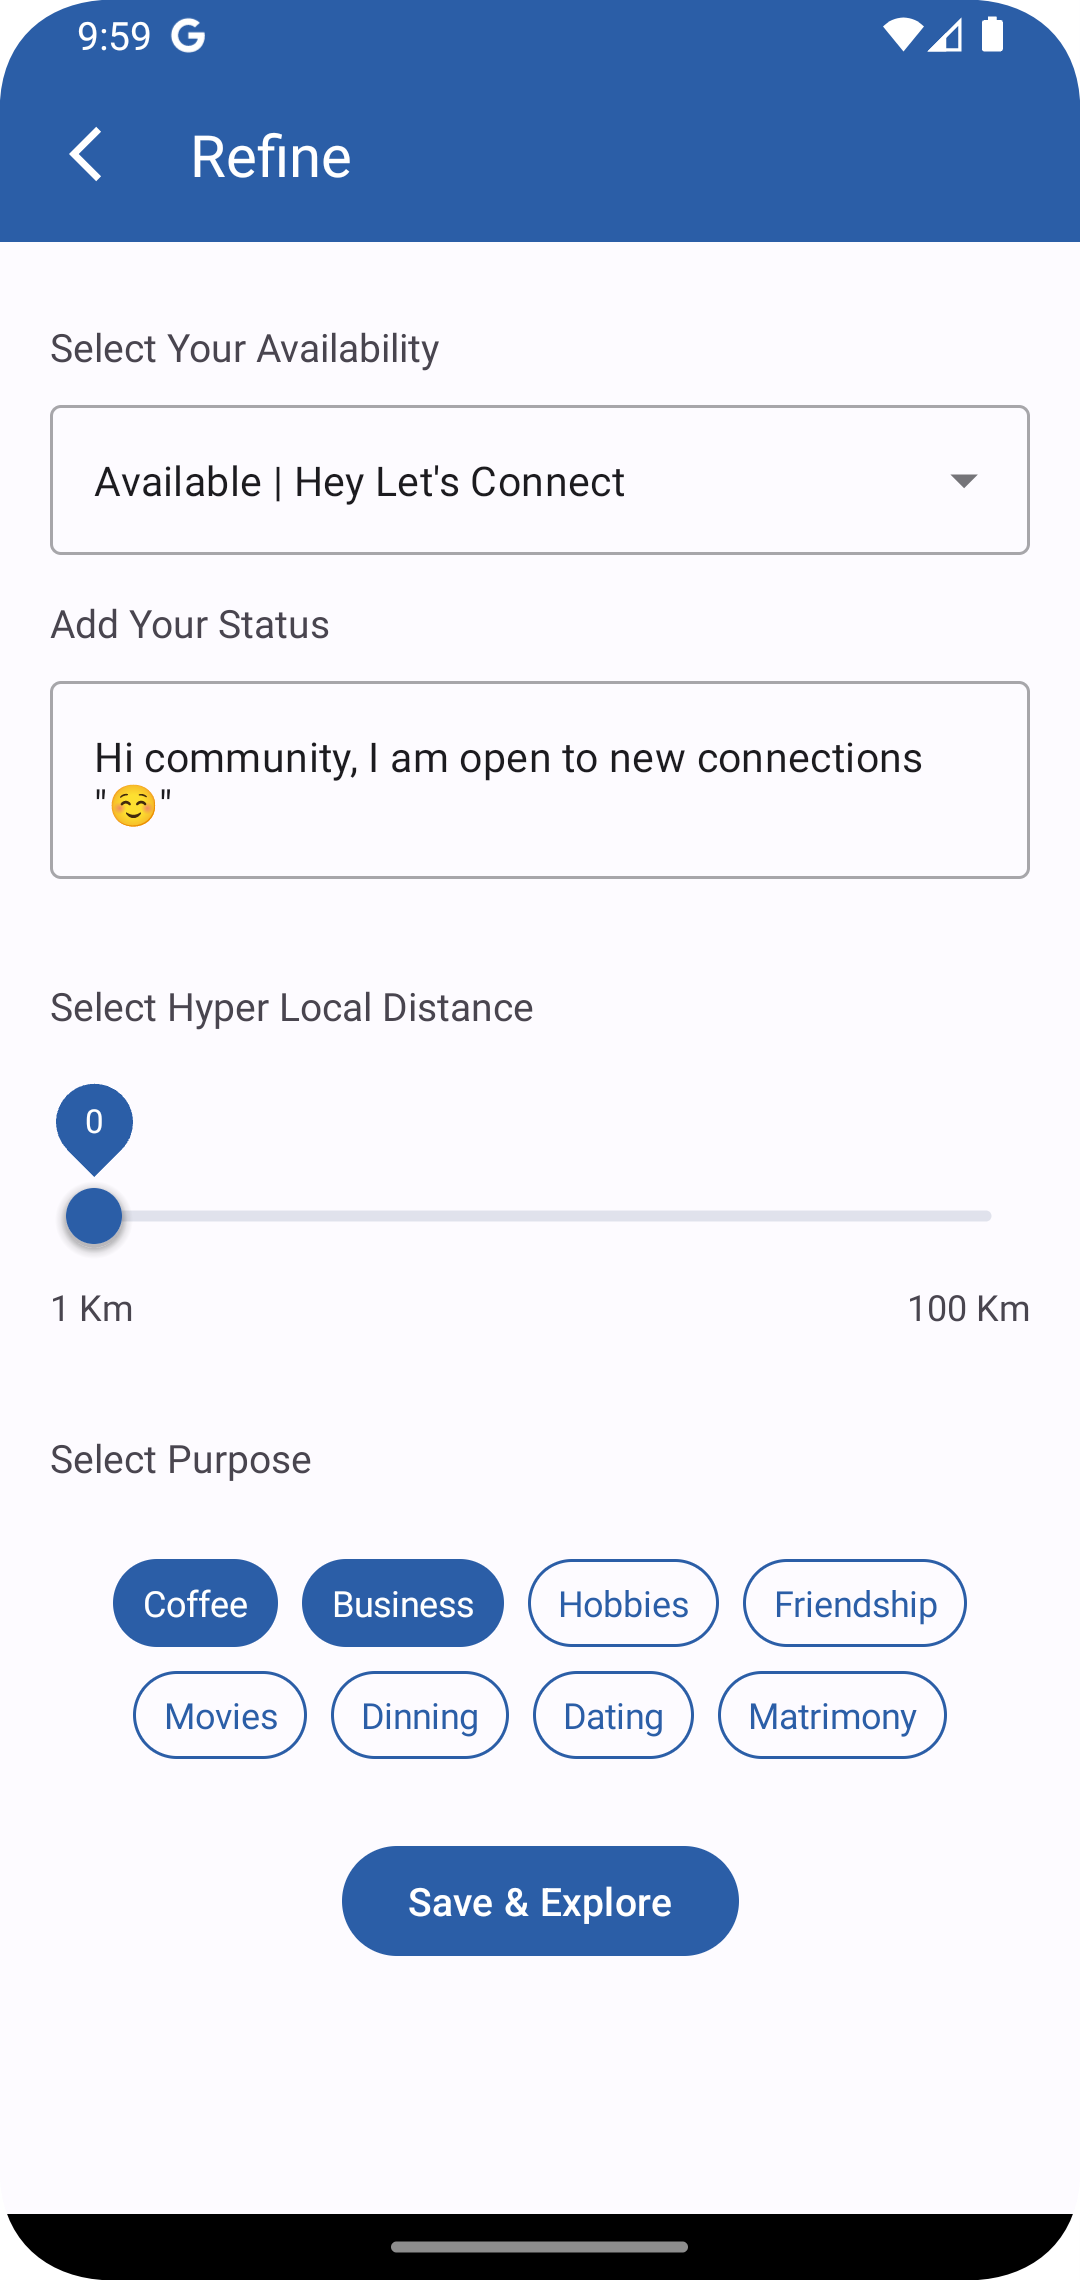 9:59
Refine
Select Your Availability
Available | Hey Let's Connect
Add Your Status
Hi community, I am open to new connections
"☺️"
Select Hyper Local Distance
0
1 Km 100 Km
Select Purpose
Coffee Business Hobbies Friendship
Movies Dinning Dating Matrimony
Save & Explore